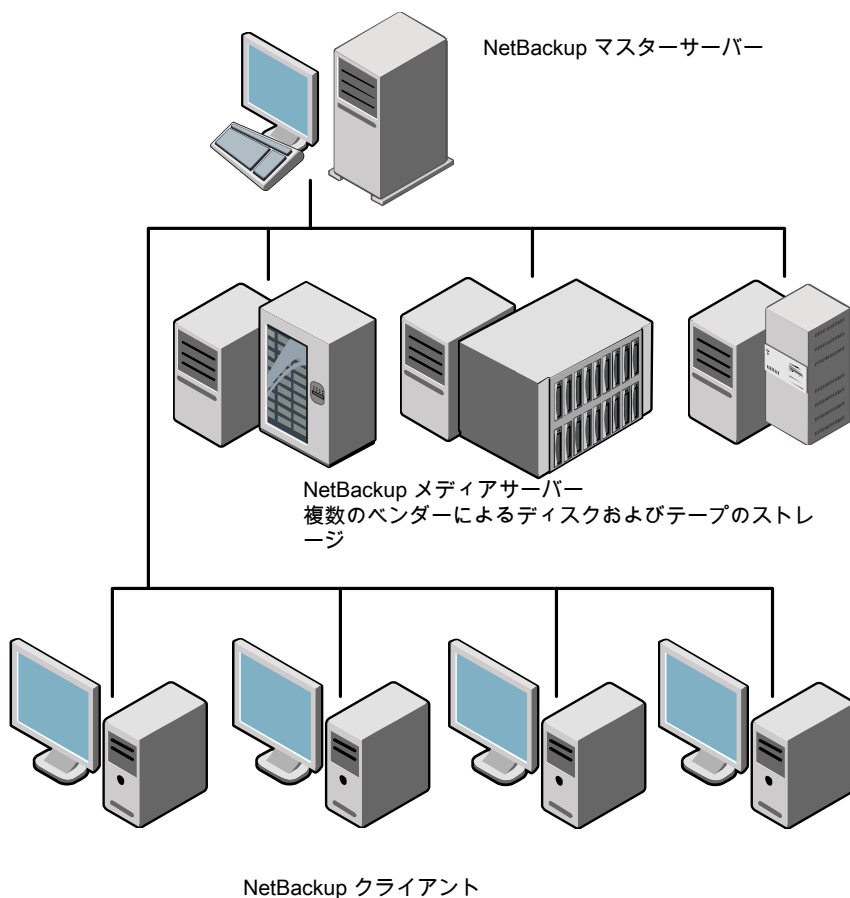 NetBackup マスターサーバー
NetBackup メディアサーバー
複数のベンダーによるディスクおよびテープのストレ
ージ
NetBackup クライアント